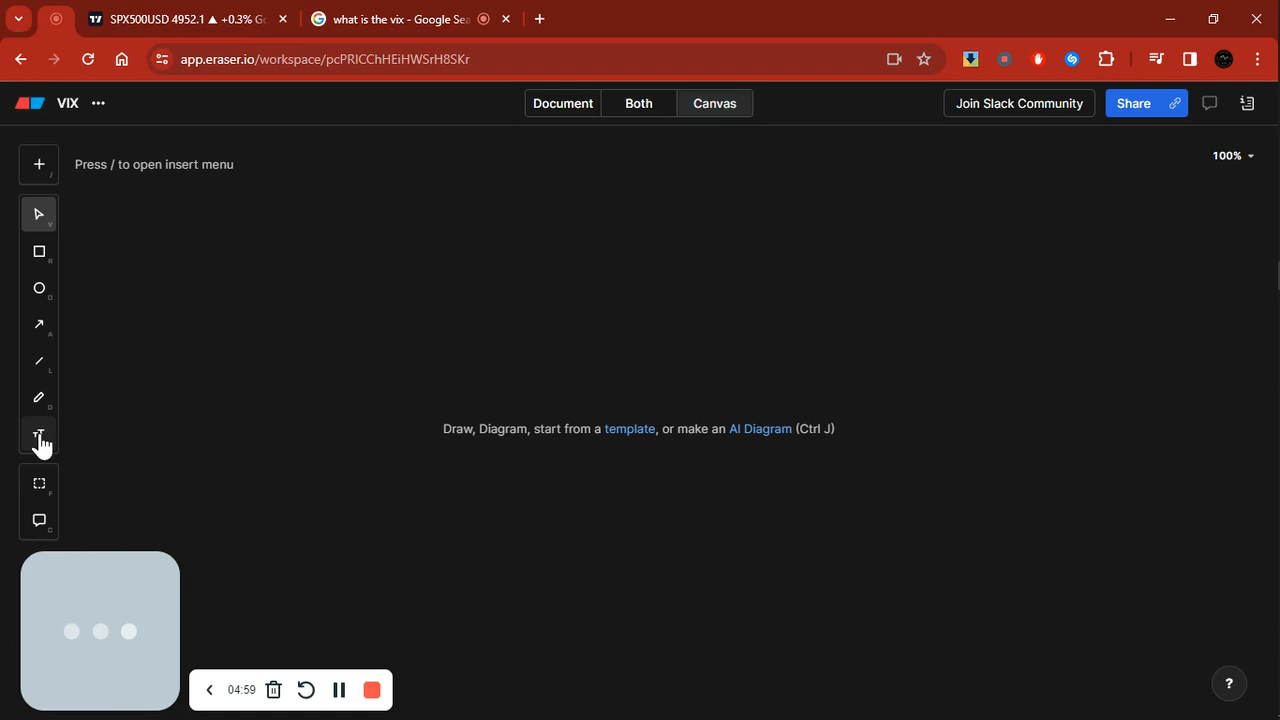 SPX500USD 4952.1 ▲ +0.3% Go
what is the vix - Google Sea
app.eraser.io/workspace/pcPRICChHEiHWSrH8SKr
VIX
Document
Both
Canvas
Join Slack Community
Share
Press / to open insert menu
100%
/
V
R
O
A
L
D
Draw, Diagram, start from a template, or make an AI Diagram (Ctrl J)
F
C
04:59
?